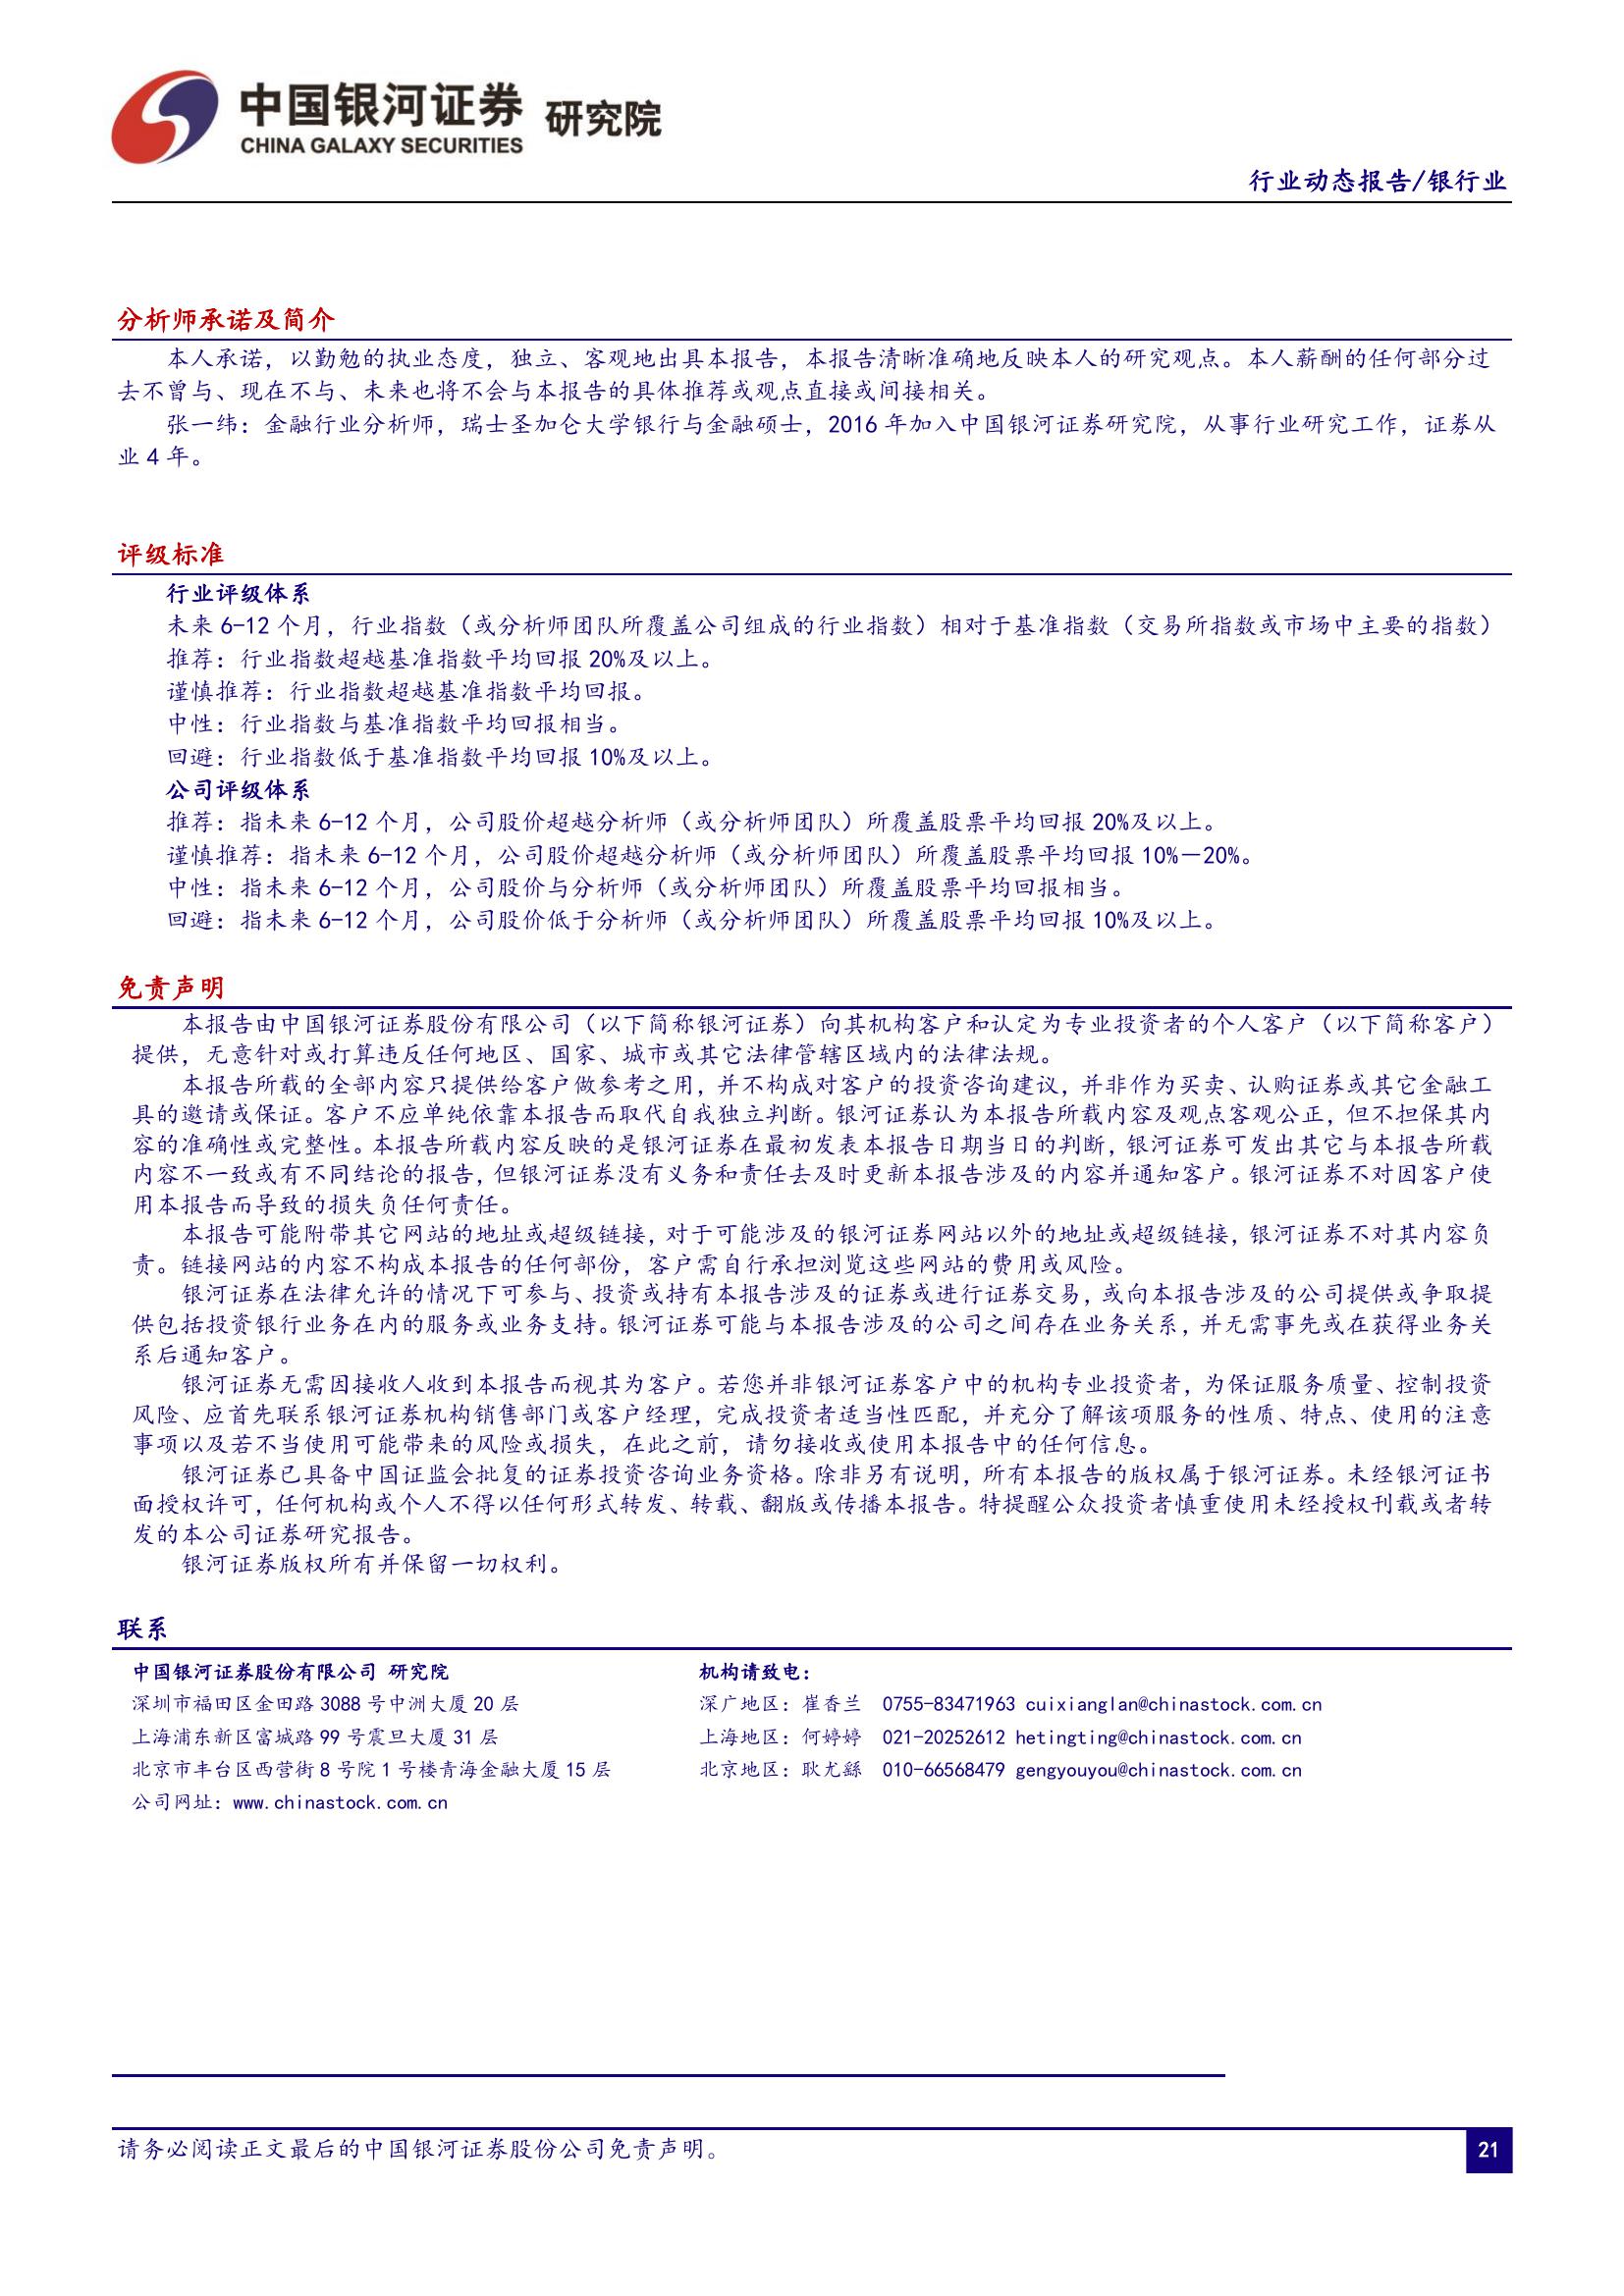 中国银河证券 研究院
CHINA GALAXY SECURITIES
行业动态报告/银行业
分析师承诺及简介
本人承诺，以勤勉的执业态度，独立、客观地出具本报告，本报告清晰准确地反映本人的研究观点。本人薪酬的任何部分过
去不曾与、现在不与、未来也将不会与本报告的具体推荐或观点直接或间接相关。
张一纬：金融行业分析师，瑞士圣加仑大学银行与金融硕士，2016 年加入中国银河证券研究院，从事行业研究工作，证券从
业 4 年。
评级标准
行业评级体系
未来 6-12 个月，行业指数（或分析师团队所覆盖公司组成的行业指数）相对于基准指数（交易所指数或市场中主要的指数）
推荐：行业指数超越基准指数平均回报 20%及以上。
谨慎推荐：行业指数超越基准指数平均回报。
中性：行业指数与基准指数平均回报相当。
回避：行业指数低于基准指数平均回报 10%及以上。
公司评级体系
推荐：指未来 6-12 个月，公司股价超越分析师（或分析师团队）所覆盖股票平均回报 20%及以上。
谨慎推荐：指未来 6-12 个月，公司股价超越分析师（或分析师团队）所覆盖股票平均回报 10%－20%。
中性：指未来 6-12 个月，公司股价与分析师（或分析师团队）所覆盖股票平均回报相当。
回避：指未来 6-12 个月，公司股价低于分析师（或分析师团队）所覆盖股票平均回报 10%及以上。
免责声明
本报告由中国银河证券股份有限公司（以下简称银河证券）向其机构客户和认定为专业投资者的个人客户（以下简称客户）
提供，无意针对或打算违反任何地区、国家、城市或其它法律管辖区域内的法律法规。
本报告所载的全部内容只提供给客户做参考之用，并不构成对客户的投资咨询建议，并非作为买卖、认购证券或其它金融工
具的邀请或保证。客户不应单纯依靠本报告而取代自我独立判断。银河证券认为本报告所载内容及观点客观公正，但不担保其内
容的准确性或完整性。本报告所载内容反映的是银河证券在最初发表本报告日期当日的判断，银河证券可发出其它与本报告所载
内容不一致或有不同结论的报告，但银河证券没有义务和责任去及时更新本报告涉及的内容并通知客户。银河证券不对因客户使
用本报告而导致的损失负任何责任。
本报告可能附带其它网站的地址或超级链接，对于可能涉及的银河证券网站以外的地址或超级链接，银河证券不对其内容负
责。链接网站的内容不构成本报告的任何部份，客户需自行承担浏览这些网站的费用或风险。
银河证券在法律允许的情况下可参与、投资或持有本报告涉及的证券或进行证券交易，或向本报告涉及的公司提供或争取提
供包括投资银行业务在内的服务或业务支持。银河证券可能与本报告涉及的公司之间存在业务关系，并无需事先或在获得业务关
系后通知客户。
银河证券无需因接收人收到本报告而视其为客户。若您并非银河证券客户中的机构专业投资者，为保证服务质量、控制投资
风险、应首先联系银河证券机构销售部门或客户经理，完成投资者适当性匹配，并充分了解该项服务的性质、特点、使用的注意
事项以及若不当使用可能带来的风险或损失，在此之前，请勿接收或使用本报告中的任何信息。
银河证券已具备中国证监会批复的证券投资咨询业务资格。除非另有说明，所有本报告的版权属于银河证券。未经银河证书
面授权许可，任何机构或个人不得以任何形式转发、转载、翻版或传播本报告。特提醒公众投资者慎重使用未经授权刊载或者转
发的本公司证券研究报告。
银河证券版权所有并保留一切权利。
联系
中国银河证券股份有限公司 研究院 机构请致电：
深圳市福田区金田路 3088 号中洲大厦 20 层 深广地区：崔香兰 0755-83471963 cuixianglan@chinastock.com.cn
上海浦东新区富城路 99 号震旦大厦 31 层 上海地区：何婷婷 021-20252612 hetingting@chinastock.com.cn
北京市丰台区西营街 8 号院 1 号楼青海金融大厦 15 层 北京地区：耿尤繇 010-66568479 gengyouyou@chinastock.com.cn
公司网址：www.chinastock.com.cn
请务必阅读正文最后的中国银河证券股份公司免责声明。
21